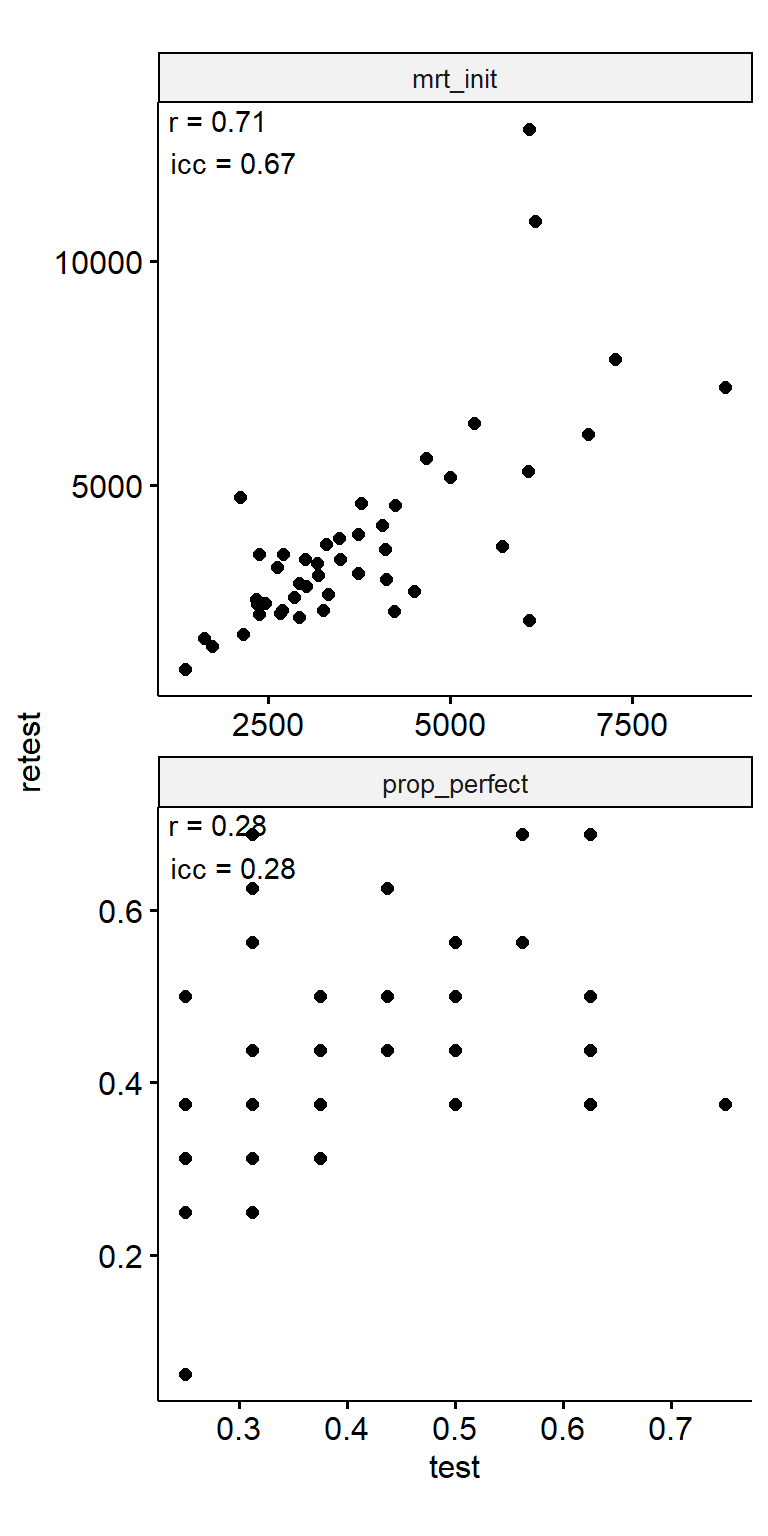 mrt_init
r = 0.71
icc = 0.67
10000
5000
2500 5000 7500
retest
prop_perfect
r = 0.28
icc = 0.28
0.6
0.4
0.2
0.3 0.4 0.5 0.6 0.7
test